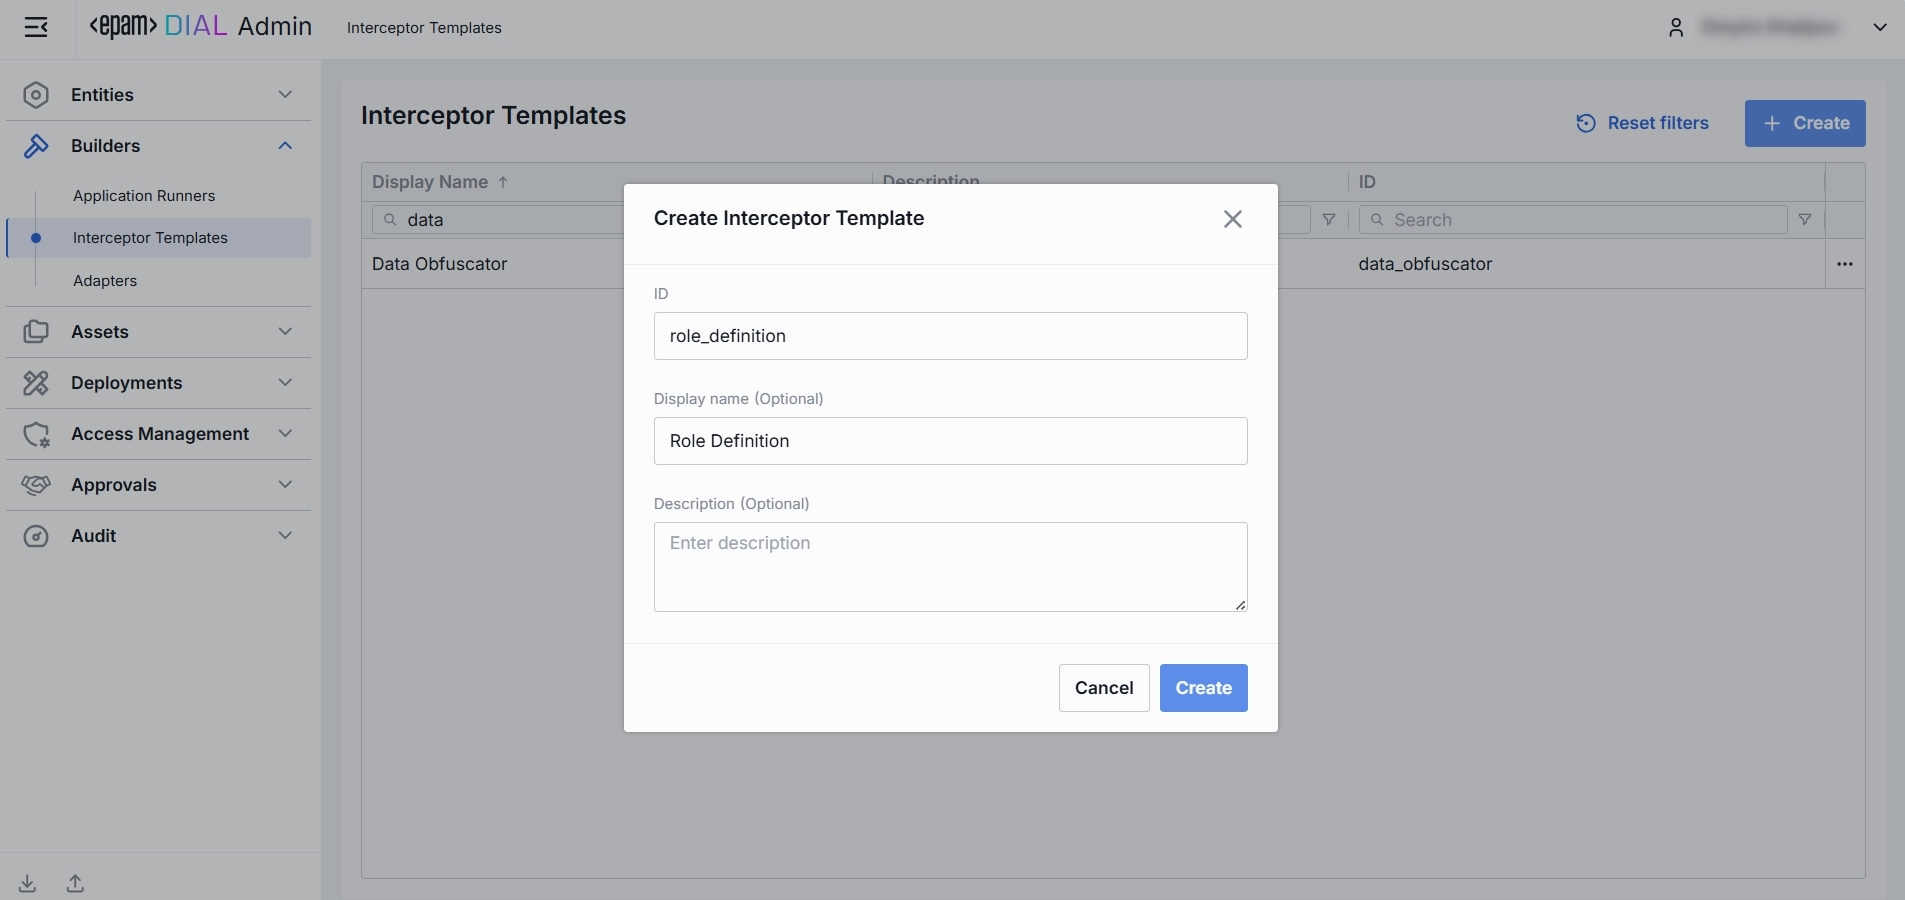 <epam> DIAL Admin
Interceptor Templates
Entities
Builders
Application Runners
Interceptor Templates
Adapters
Assets
Deployments
Access Management
Approvals
Audit
Interceptor Templates
Reset filters
+ Create
Display Name ↑
Description
ID
data
Search
Data Obfuscator
data_obfuscator
Create Interceptor Template
ID
role_definition
Display name (Optional)
Role Definition
Description (Optional)
Enter description
Cancel
Create